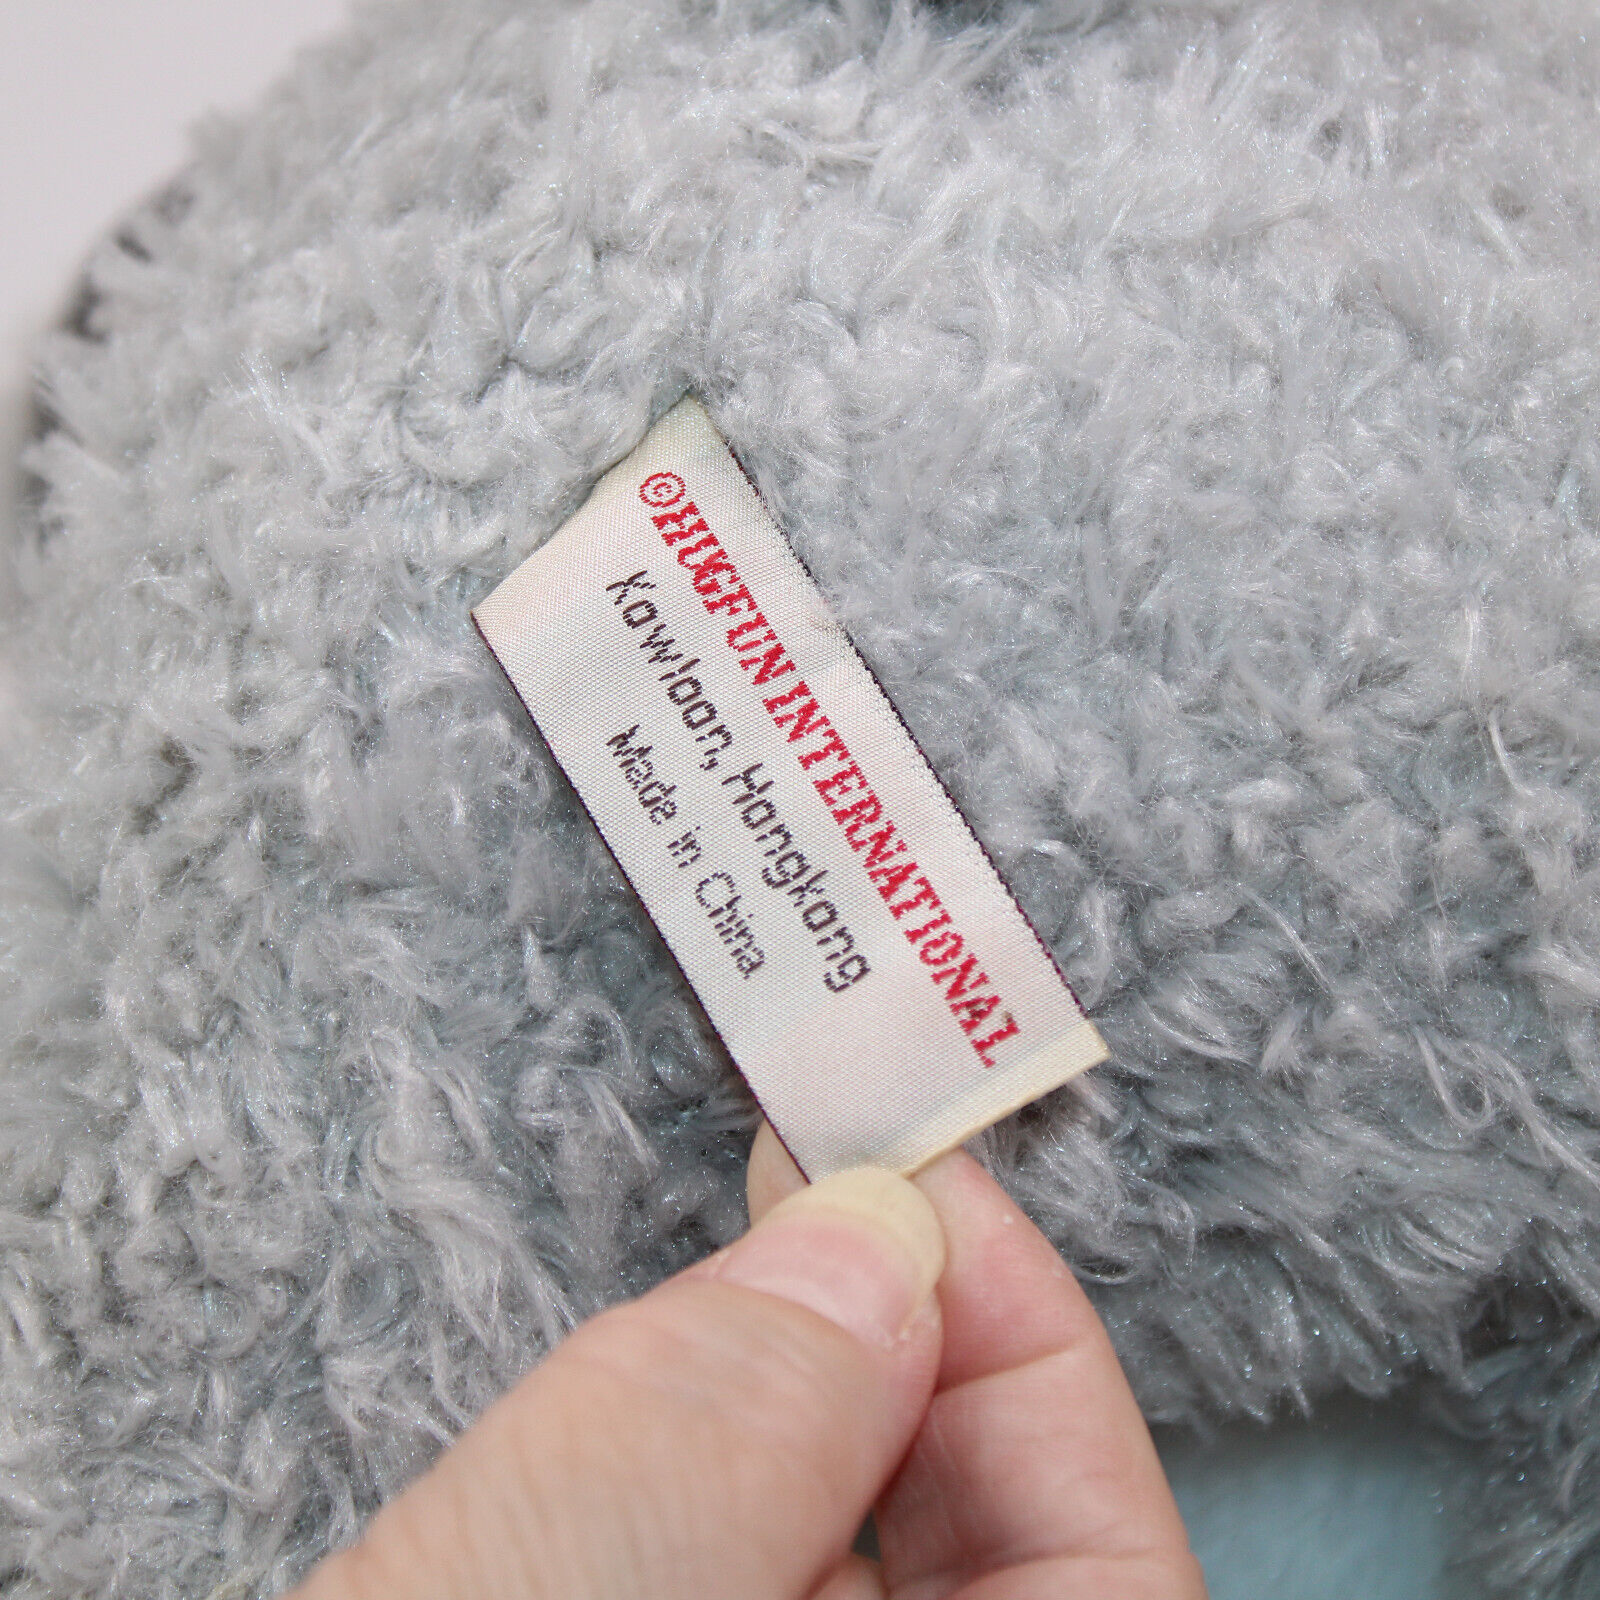 ©HUGFUN INTERNATIONAL
Kowloon, Hongkong
Made in China